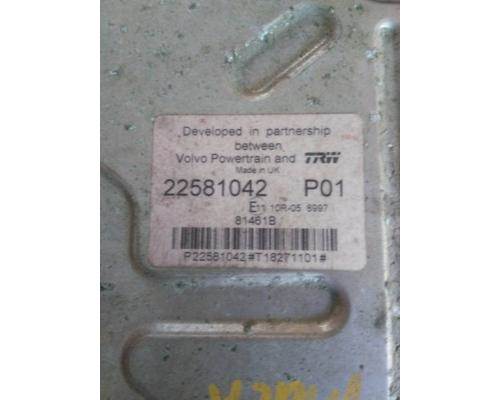 Developed in partnership
between
Volvo Powertrain and TRW
Made in UK
22581042 P01
E11 10R-05 6997
81461B
P22581042#T18271101#